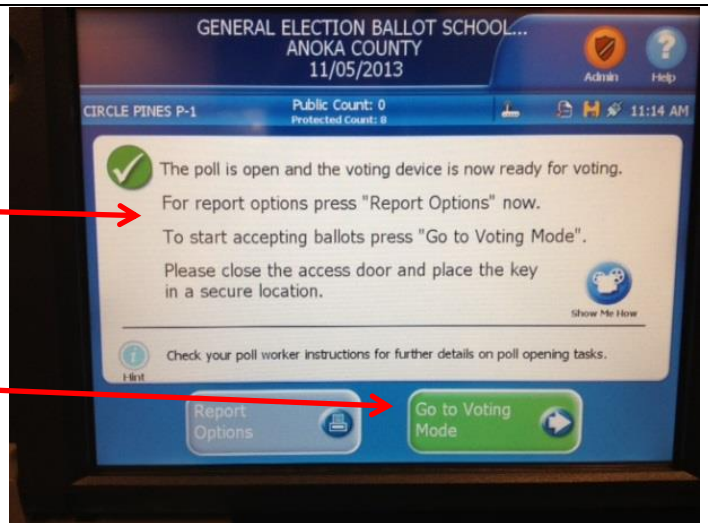 GENERAL ELECTION BALLOT SCHOOL...
ANOKA COUNTY
11/05/2013
Admin
Help
CIRCLE PINES P-1
Public Count: 0
Protected Count: 8
11:14 AM
The poll is open and the voting device is now ready for voting.
For report options press "Report Options" now.
To start accepting ballots press "Go to Voting Mode".
Please close the access door and place the key
in a secure location.
Show Me How
Hint
Check your poll worker instructions for further details on poll opening tasks.
Report
Options
Go to Voting
Mode